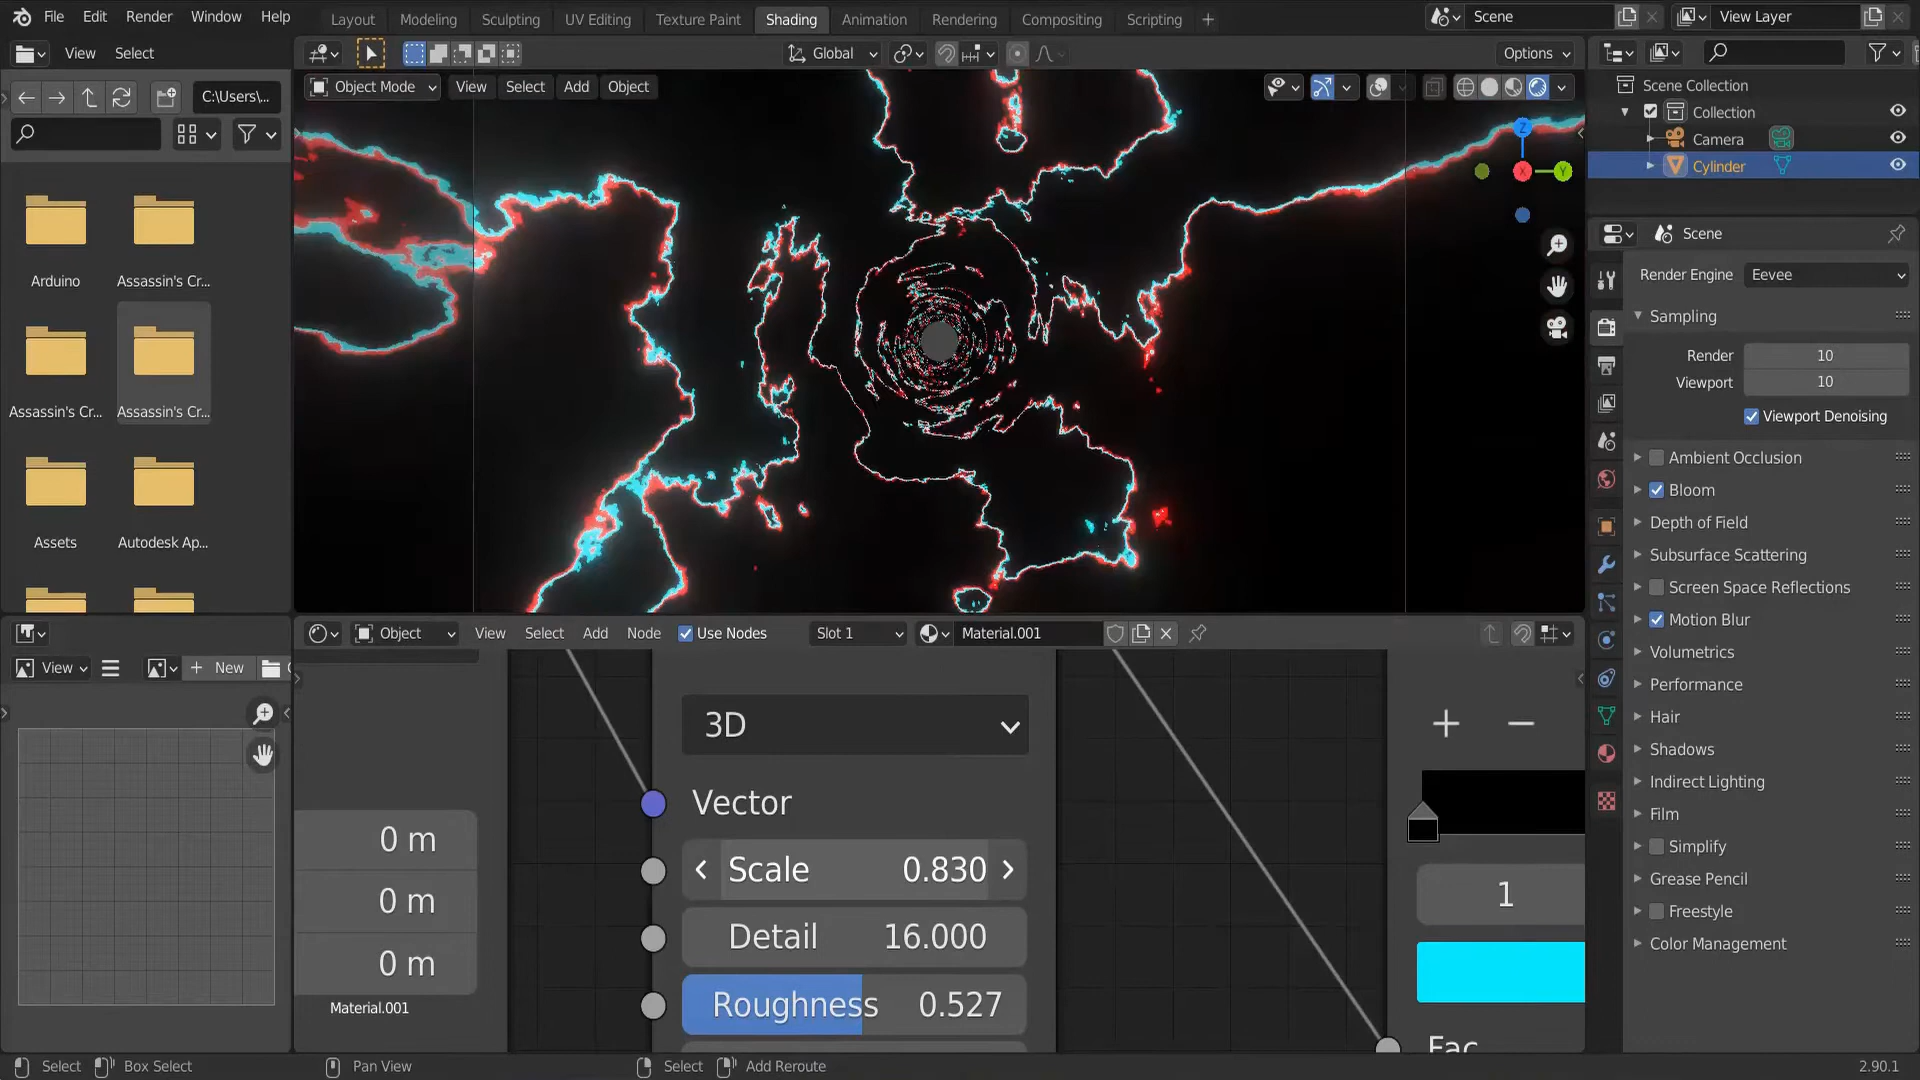 File Edit Render Window Help
Layout Modeling Sculpting UV Editing Texture Paint Shading Animation Rendering Compositing Scripting +
Scene
View Layer
View Select
Global
Options
C:\Users\...
Object Mode View Select Add Object
Z
X
Y
Scene Collection
Collection
Camera
Cylinder
Arduino
Assassin's Cr...
Assassin's Cr...
Assassin's Cr...
Assets
Autodesk Ap...
Scene
Render Engine Eevee
Sampling
Render 10
Viewport 10
Viewport Denoising
Ambient Occlusion
Bloom
Depth of Field
Subsurface Scattering
Screen Space Reflections
Motion Blur
Volumetrics
Performance
Hair
Shadows
Indirect Lighting
Film
Simplify
Grease Pencil
Freestyle
Color Management
Object View Select Add Node Use Nodes Slot 1 Material.001
View + New
3D
Vector
Scale 0.830
Detail 16.000
Roughness 0.527
0 m
0 m
0 m
Material.001
1
Fac
Select Box Select Pan View Select Add Reroute 2.90.1